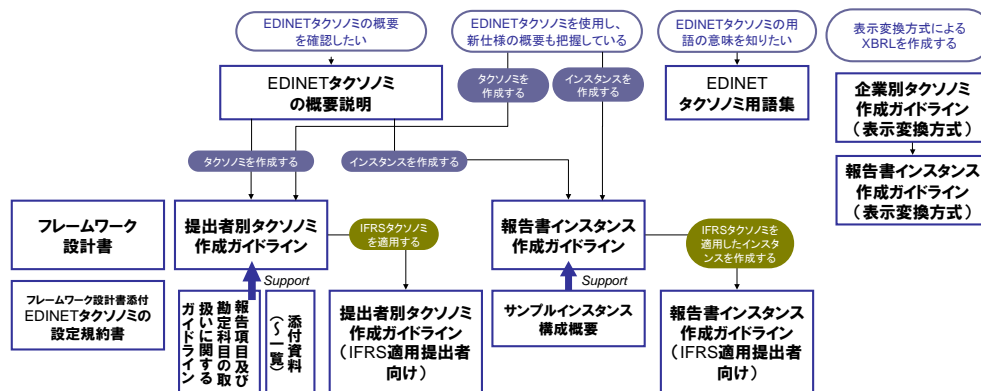 EDINETタクソノミの概要
を確認したい
EDINETタクソノミを使用し、
新仕様の概要も把握している
EDINETタクソノミの用
語の意味を知りたい
表示変換方式による
XBRLを作成する
EDINETタクソノミ
の概要説明
タクソノミを
作成する
インスタンスを
作成する
EDINET
タクソノミ用語集
企業別タクソノミ
作成ガイドライン
（表示変換方式）
タクソノミを作成する
インスタンスを作成する
報告書インスタンス
作成ガイドライン
（表示変換方式）
フレームワーク
設計書
提出者別タクソノミ
作成ガイドライン
IFRSタクソノミ
を適用する
報告書インスタンス
作成ガイドライン
IFRSタクソノミを
適用したインスタ
ンスを作成する
Support
Support
フレームワーク設計書添付
EDINETタクソノミの
設定規約書
報告項目及び
勘定科目の取
扱いに関する
ガイドライン
添付資料
（～一覧）
提出者別タクソノミ
作成ガイドライン
（IFRS適用提出者
向け）
サンプルインスタンス
構成概要
報告書インスタンス
作成ガイドライン
（IFRS適用提出者
向け）